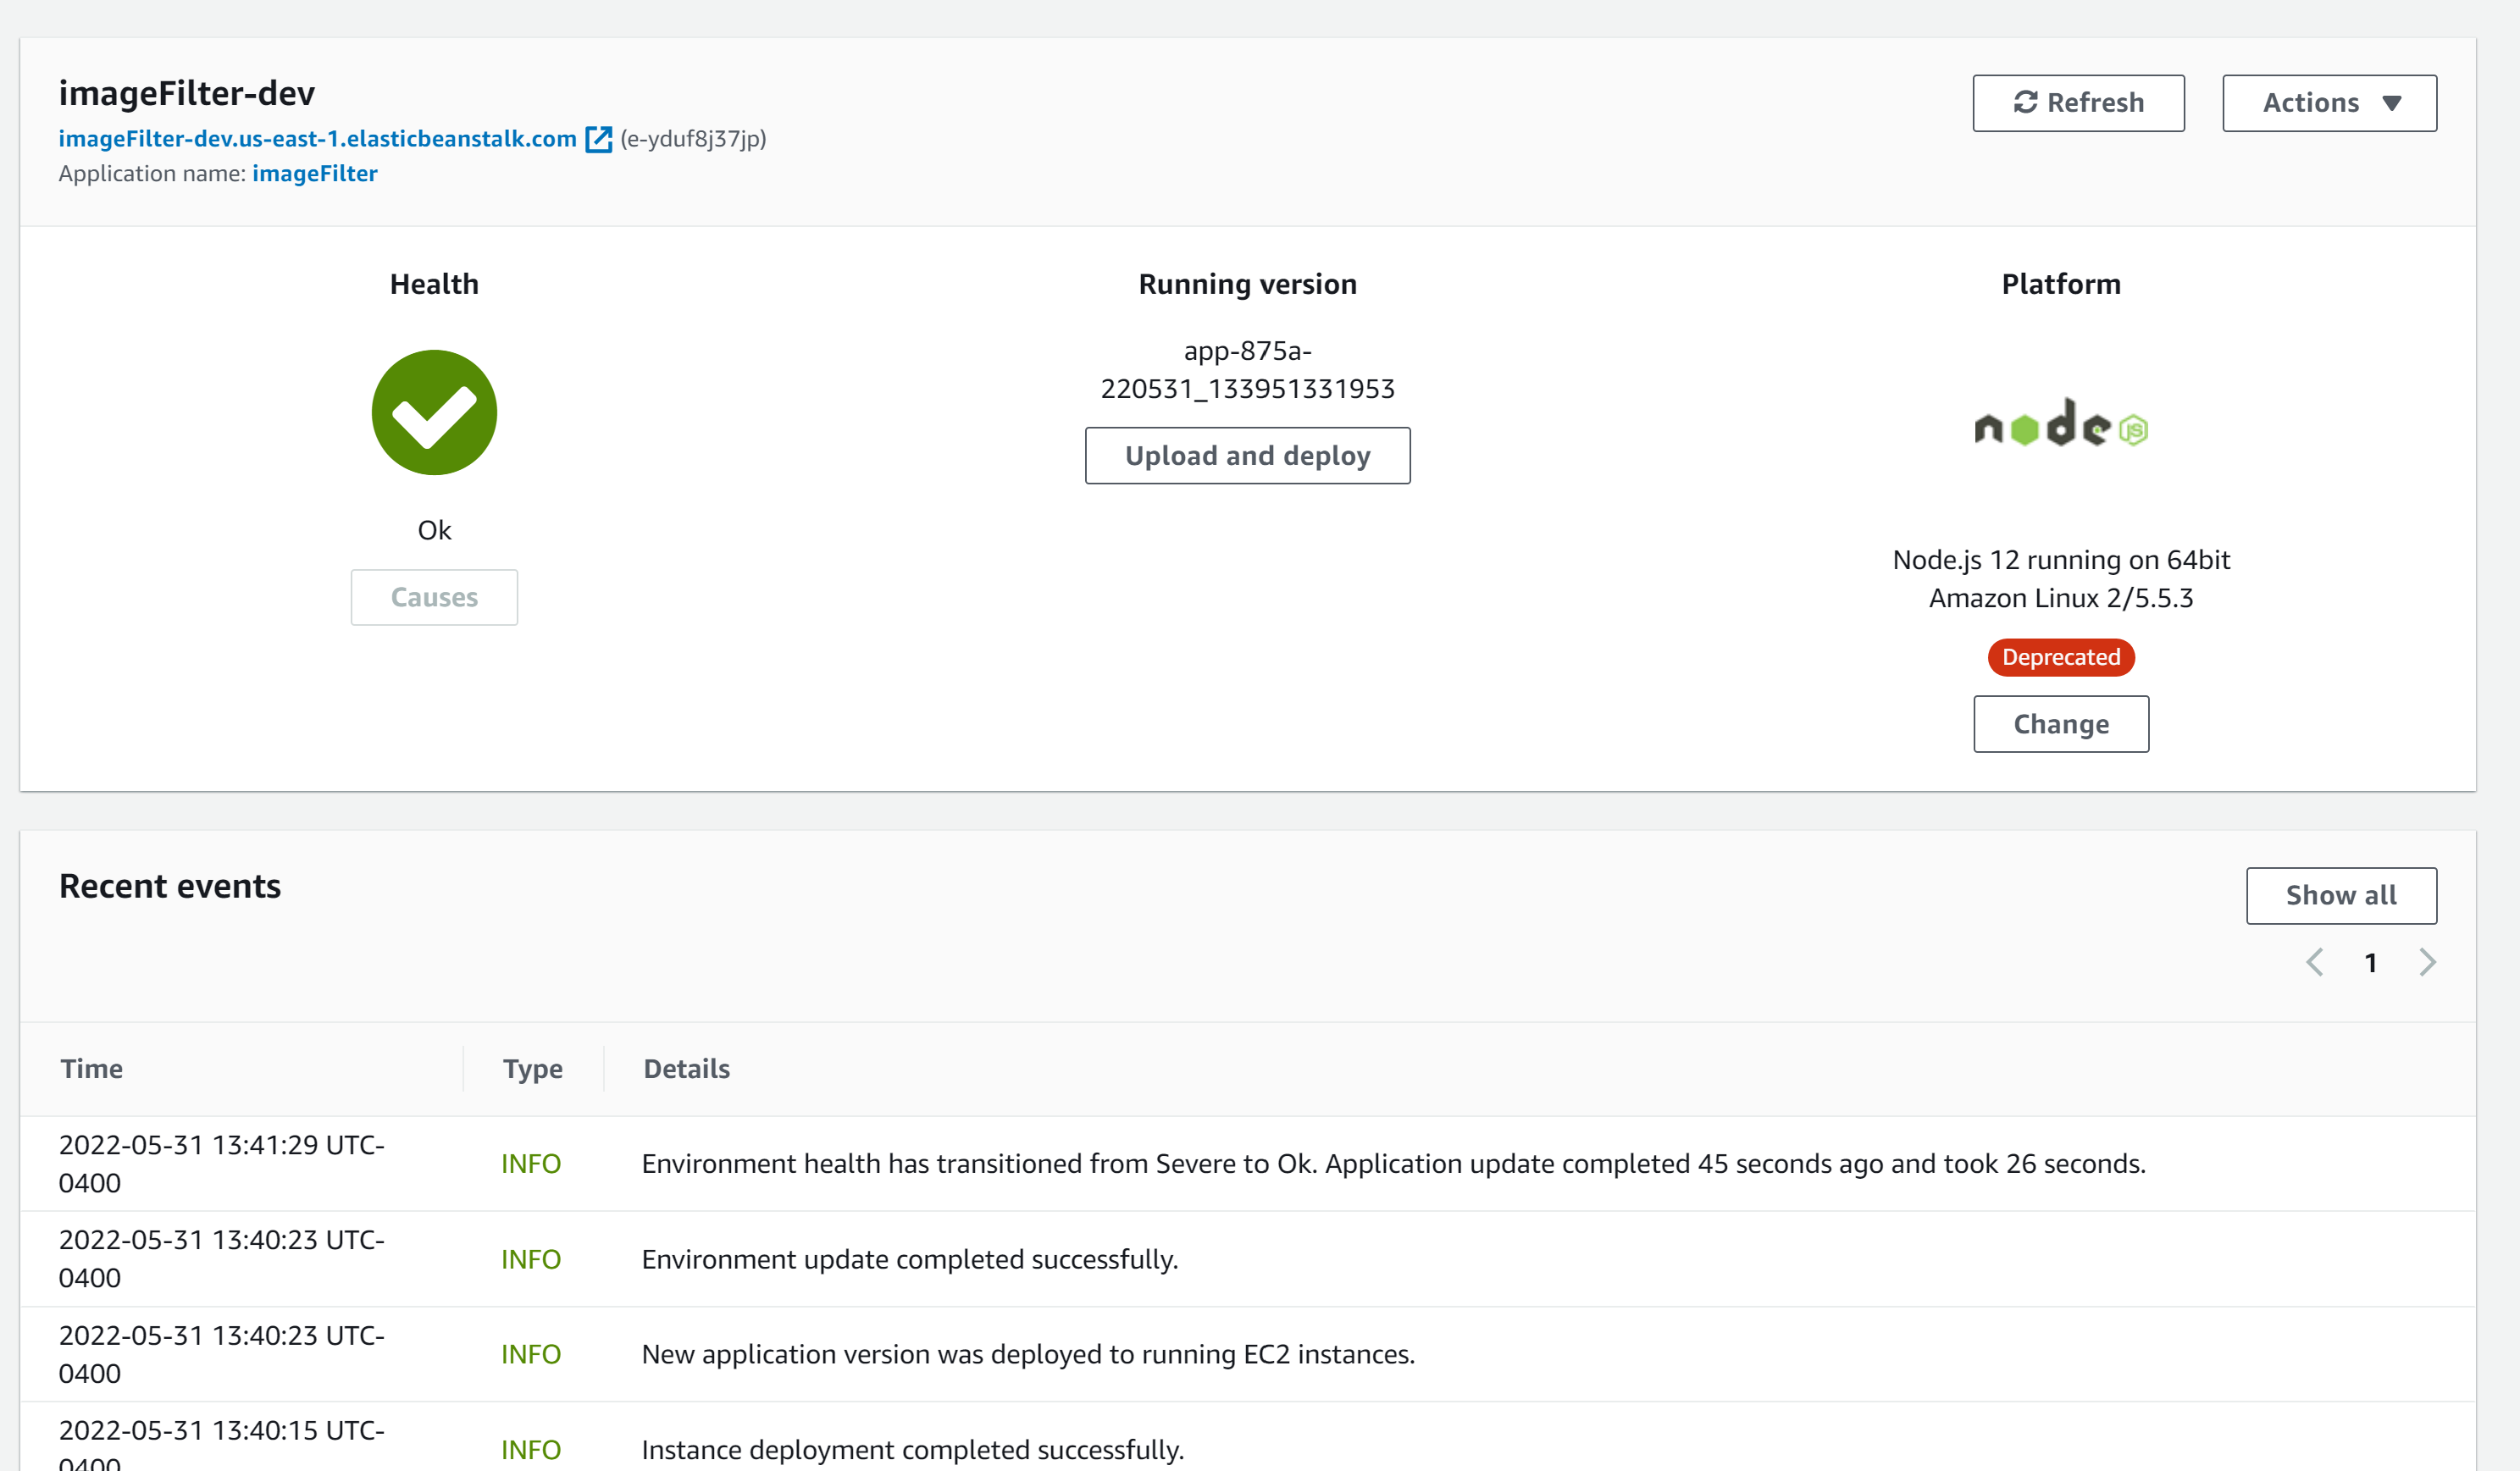 imageFilter-dev
imageFilter-dev.us-east-1.elasticbeanstalk.com (e-yduf8j37jp)
Application name: imageFilter
Refresh
Actions
Health
Ok
Causes
Running version
app-875a-
220531_133951331953
Upload and deploy
Platform
node JS
Node.js 12 running on 64bit
Amazon Linux 2/5.5.3
Deprecated
Change
Recent events
Show all
1
Time Type Details
2022-05-31 13:41:29 UTC-
0400
INFO
Environment health has transitioned from Severe to Ok. Application update completed 45 seconds ago and took 26 seconds.
2022-05-31 13:40:23 UTC-
0400
INFO
Environment update completed successfully.
2022-05-31 13:40:23 UTC-
0400
INFO
New application version was deployed to running EC2 instances.
2022-05-31 13:40:15 UTC-
0400
INFO
Instance deployment completed successfully.